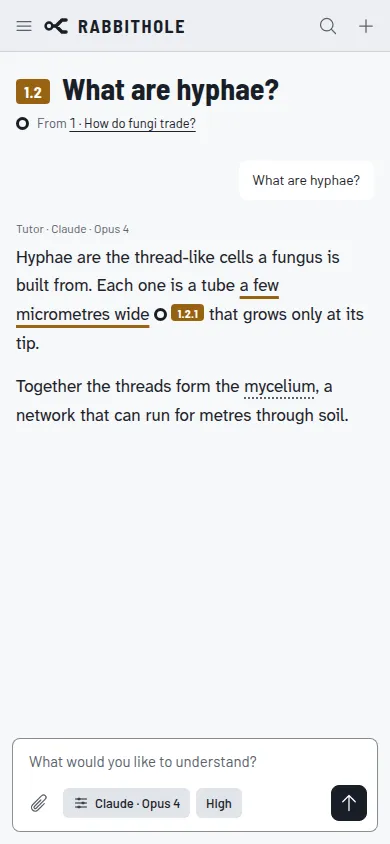 RABBITHOLE
1.2 What are hyphae?
From 1 · How do fungi trade?
What are hyphae?
Tutor · Claude · Opus 4
Hyphae are the thread-like cells a fungus is
built from. Each one is a tube a few
micrometres wide 1.2.1 that grows only at its
tip.
Together the threads form the mycelium, a
network that can run for metres through soil.
What would you like to understand?
Claude · Opus 4 High